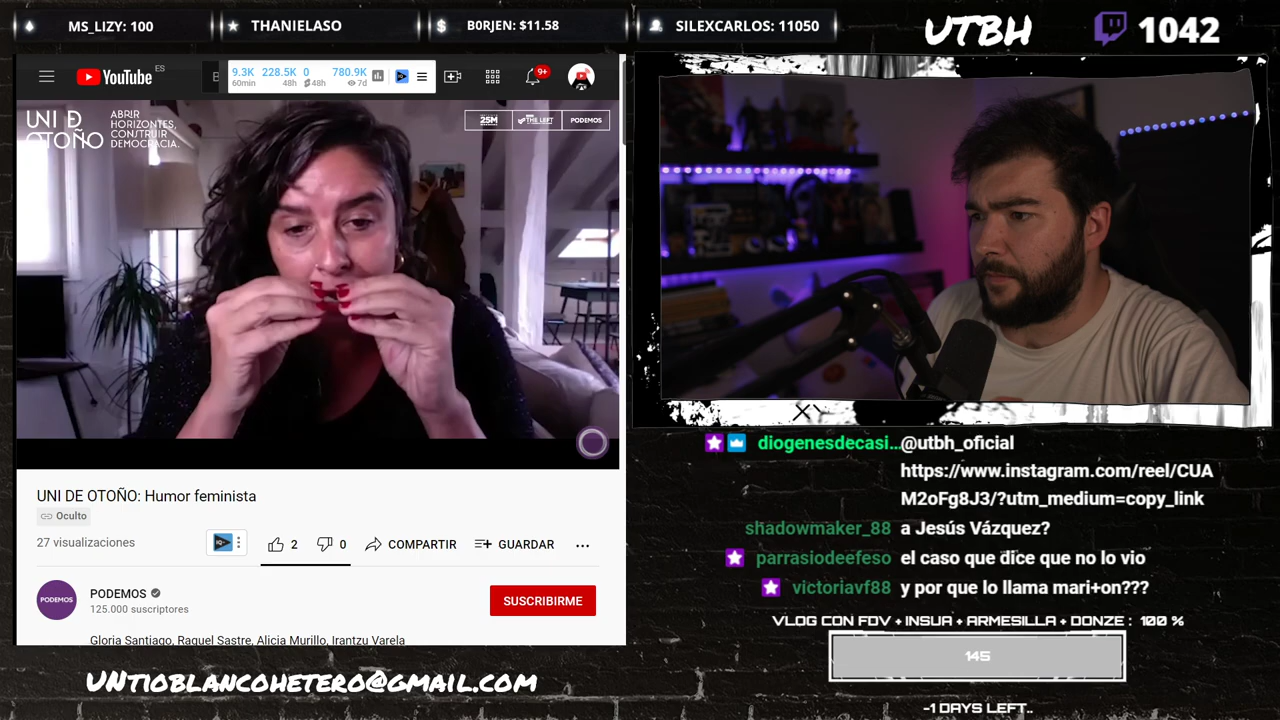 MS_LIZY: 100
THANIELASO
B0RJEN: $11.58
SILEXCARLOS: 11050
UTBH
1042
YouTube ES
9.3K 228.5K 0 780.9K
60min 48h 48h 7d
9+
UNI D OTOÑO
ABRIR
HORIZONTES,
CONSTRUIR
DEMOCRACIA.
25M
THE LEFT
PODEMOS
UNI DE OTOÑO: Humor feminista
Oculto
27 visualizaciones
2
0
COMPARTIR
GUARDAR
PODEMOS
PODEMOS
125.000 suscriptores
SUSCRIBIRME
Gloria Santiago, Raquel Sastre, Alicia Murillo, Irantzu Varela
UNTIOBLANCOHETERO@GMAIL.COM
diogenesdecasi... @utbh_oficial
https://www.instagram.com/reel/CUA
M2oFg8J3/?utm_medium=copy_link
shadowmaker_88 a Jesús Vázquez?
parrasiodeefeso el caso que dice que no lo vio
victoriavf88 y por que lo llama mari+on???
VLOG CON FDV + INSUA + ARMESILLA + DONZE : 100 %
145
-1 DAYS LEFT..